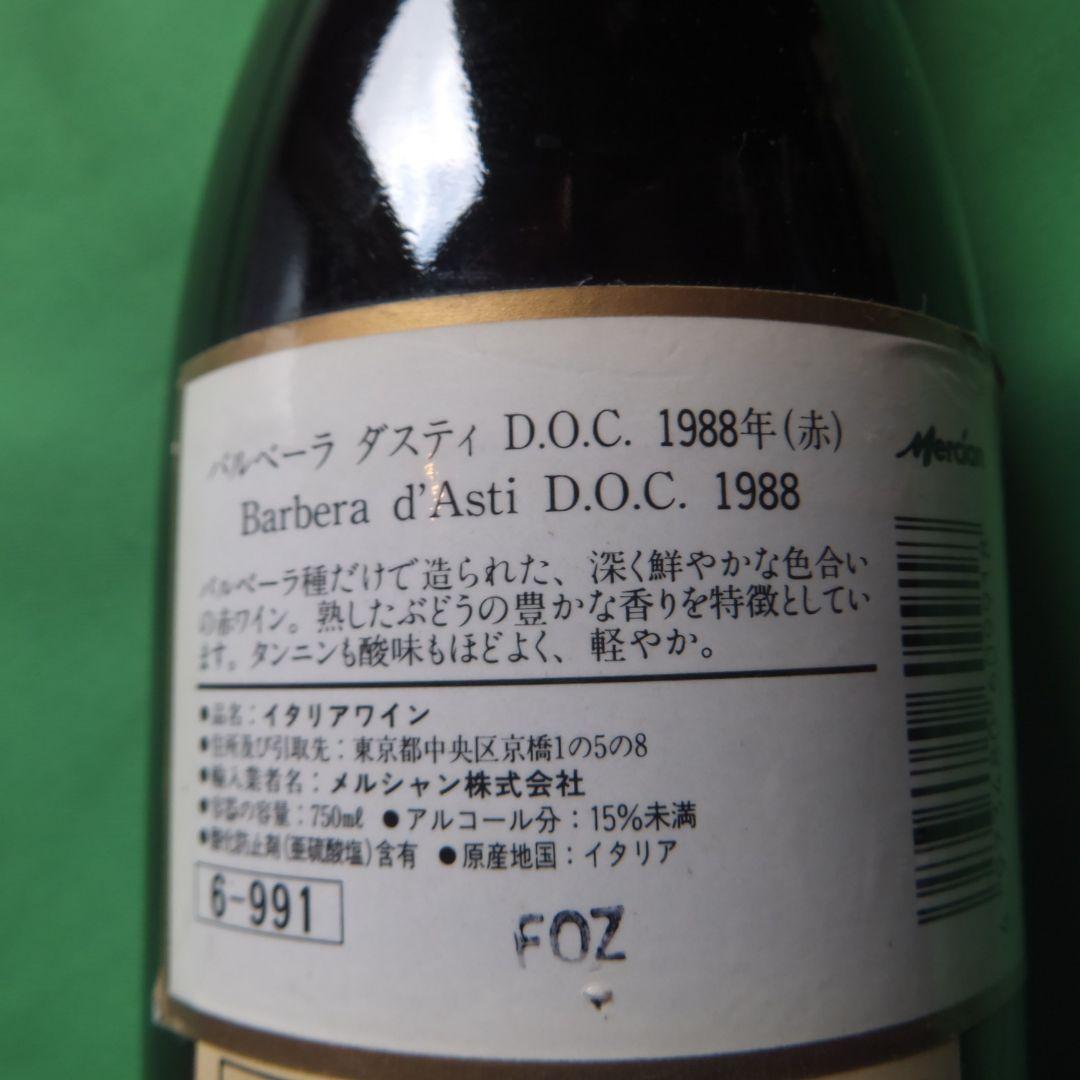 バルベーラ ダスティ D.O.C. 1988年(赤)
Mercian
Barbera d'Asti D.O.C. 1988
バルベーラ種だけで造られた、深く鮮やかな色合い
の赤ワイン。熟したぶどうの豊かな香りを特徴としてい
ます。タンニンも酸味もほどよく、軽やか。
●品名:イタリアワイン
●住所及び引取先:東京都中央区京橋1の5の8
●輸入業者名:メルシャン株式会社
●容器の容量:750mℓ ●アルコール分:15%未満
●酸化防止剤(亜硫酸塩)含有 ●原産地国:イタリア
6-991
FOZ